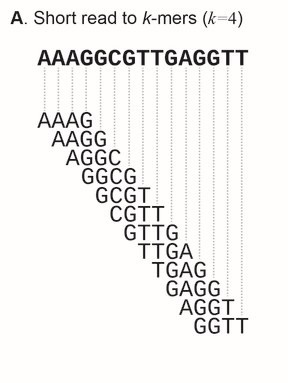 A. Short read to k-mers (k=4)
AAAGGCGTTGAGGTT
AAAG
AAGG
AGGC
GGCG
GCGT
CGTT
GTTG
TTGA
TGAG
GAGG
AGGT
GGTT